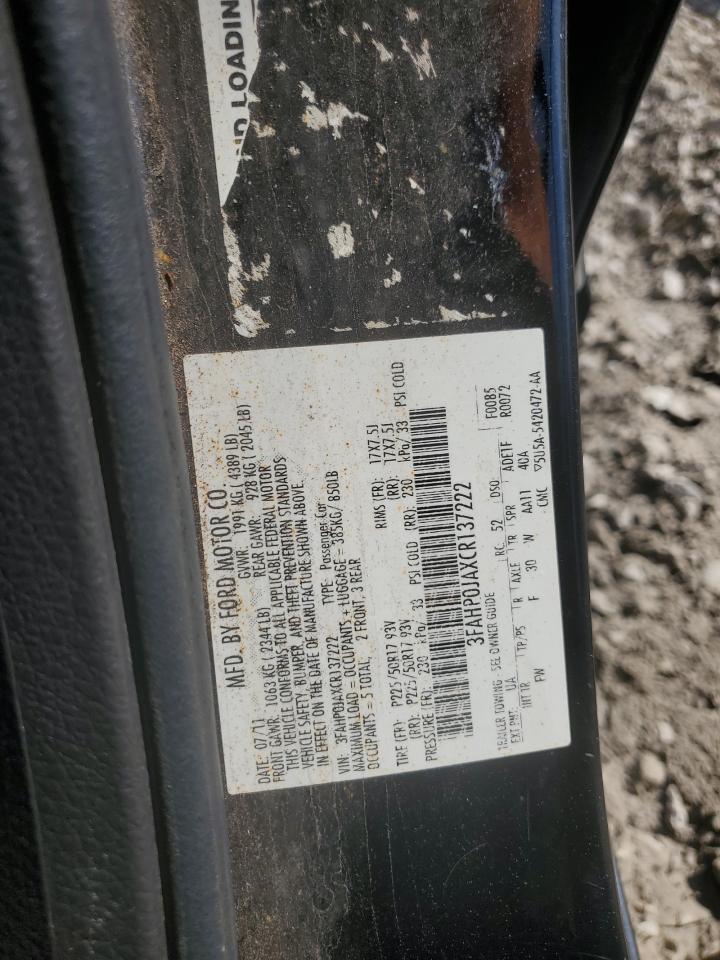 ND LOADIN
MFD. BY FORD MOTOR CO.
DATE: 07/11 GVWR: 1991 KG ( 4389 LB)
FRONT GAWR: 1063 KG ( 2344 LB) REAR GAWR: 928 KG ( 2045 LB)
THIS VEHICLE CONFORMS TO ALL APPLICABLE FEDERAL MOTOR
VEHICLE SAFETY, BUMPER, AND THEFT PREVENTION STANDARDS
IN EFFECT ON THE DATE OF MANUFACTURE SHOWN ABOVE.
VIN: 3FAHP0JAXCR137222 TYPE: Passenger Car
MAXIMUM LOAD = OCCUPANTS + LUGGAGE = 385KG/ 850LB
OCCUPANTS = 5 TOTAL; 2 FRONT, 3 REAR
TIRE (FR): P225/50R17 93V RIMS (FR): 17X7.5J
(RR): P225/50R17 93V (RR): 17X7.5J
PRESSURE (FR): 230 kPa/ 33 PSI COLD (RR): 230 kPa/ 33 PSI COLD
3FAHP0JAXCR137222
TRAILER TOWING - SEE OWNER GUIDE RC: 52 DSO: F0085
EXT PNT: UA ADE1F R0072
INT TR TP/PS R AXLE TR SPR 4CA
PW F 30 W AA11
CMC ▽5U5A-5420472-AA